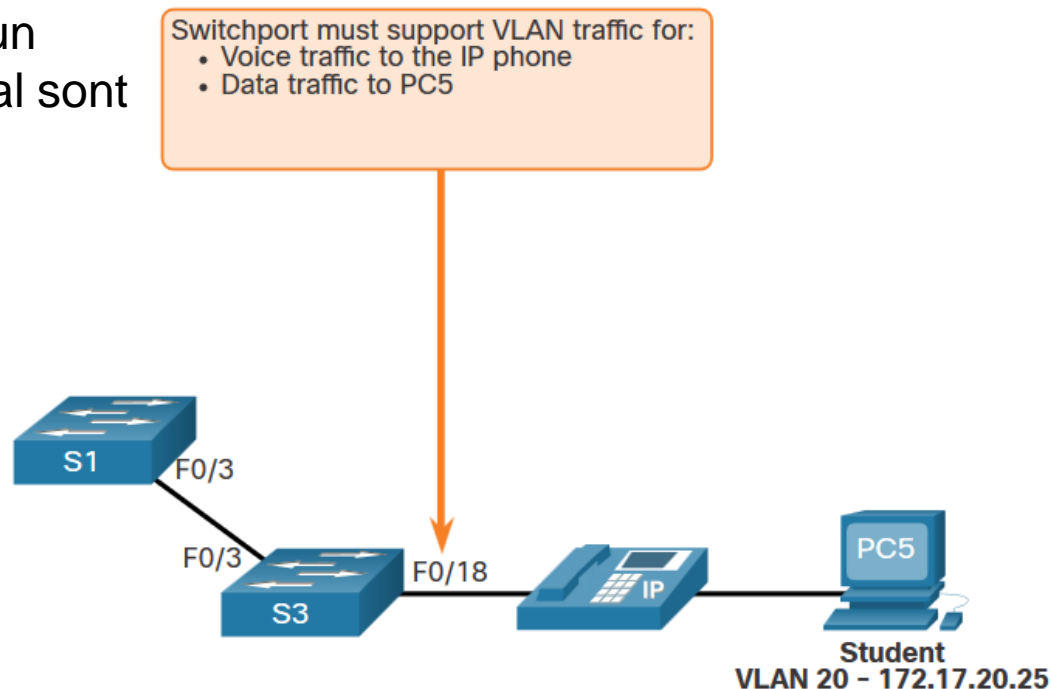 un
al sont
Switchport must support VLAN traffic for:
• Voice traffic to the IP phone
• Data traffic to PC5
S1
F0/3
F0/3
F0/18
S3
IP
PC5
Student
VLAN 20 - 172.17.20.25